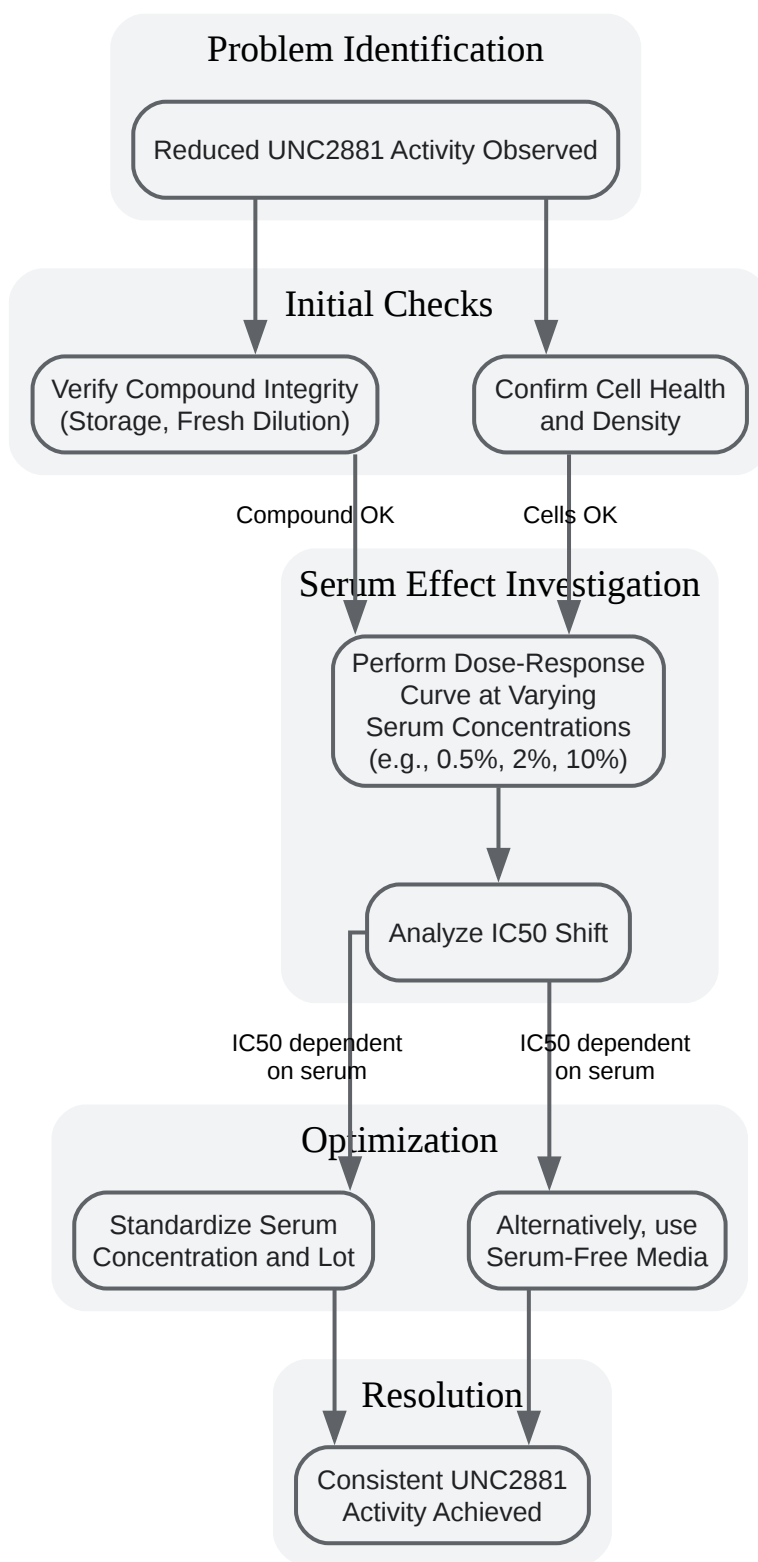 Problem Identification
Reduced UNC2881 Activity Observed
Initial Checks
Verify Compound Integrity
(Storage, Fresh Dilution)
Confirm Cell Health
and Density
Compound OK
Cells OK
Serum Effect Investigation
Perform Dose-Response
Curve at Varying
Serum Concentrations
(e.g., 0.5%, 2%, 10%)
Analyze IC50 Shift
IC50 dependent
on serum
IC50 dependent
on serum
Optimization
Standardize Serum
Concentration and Lot
Alternatively, use
Serum-Free Media
Resolution
Consistent UNC2881
Activity Achieved